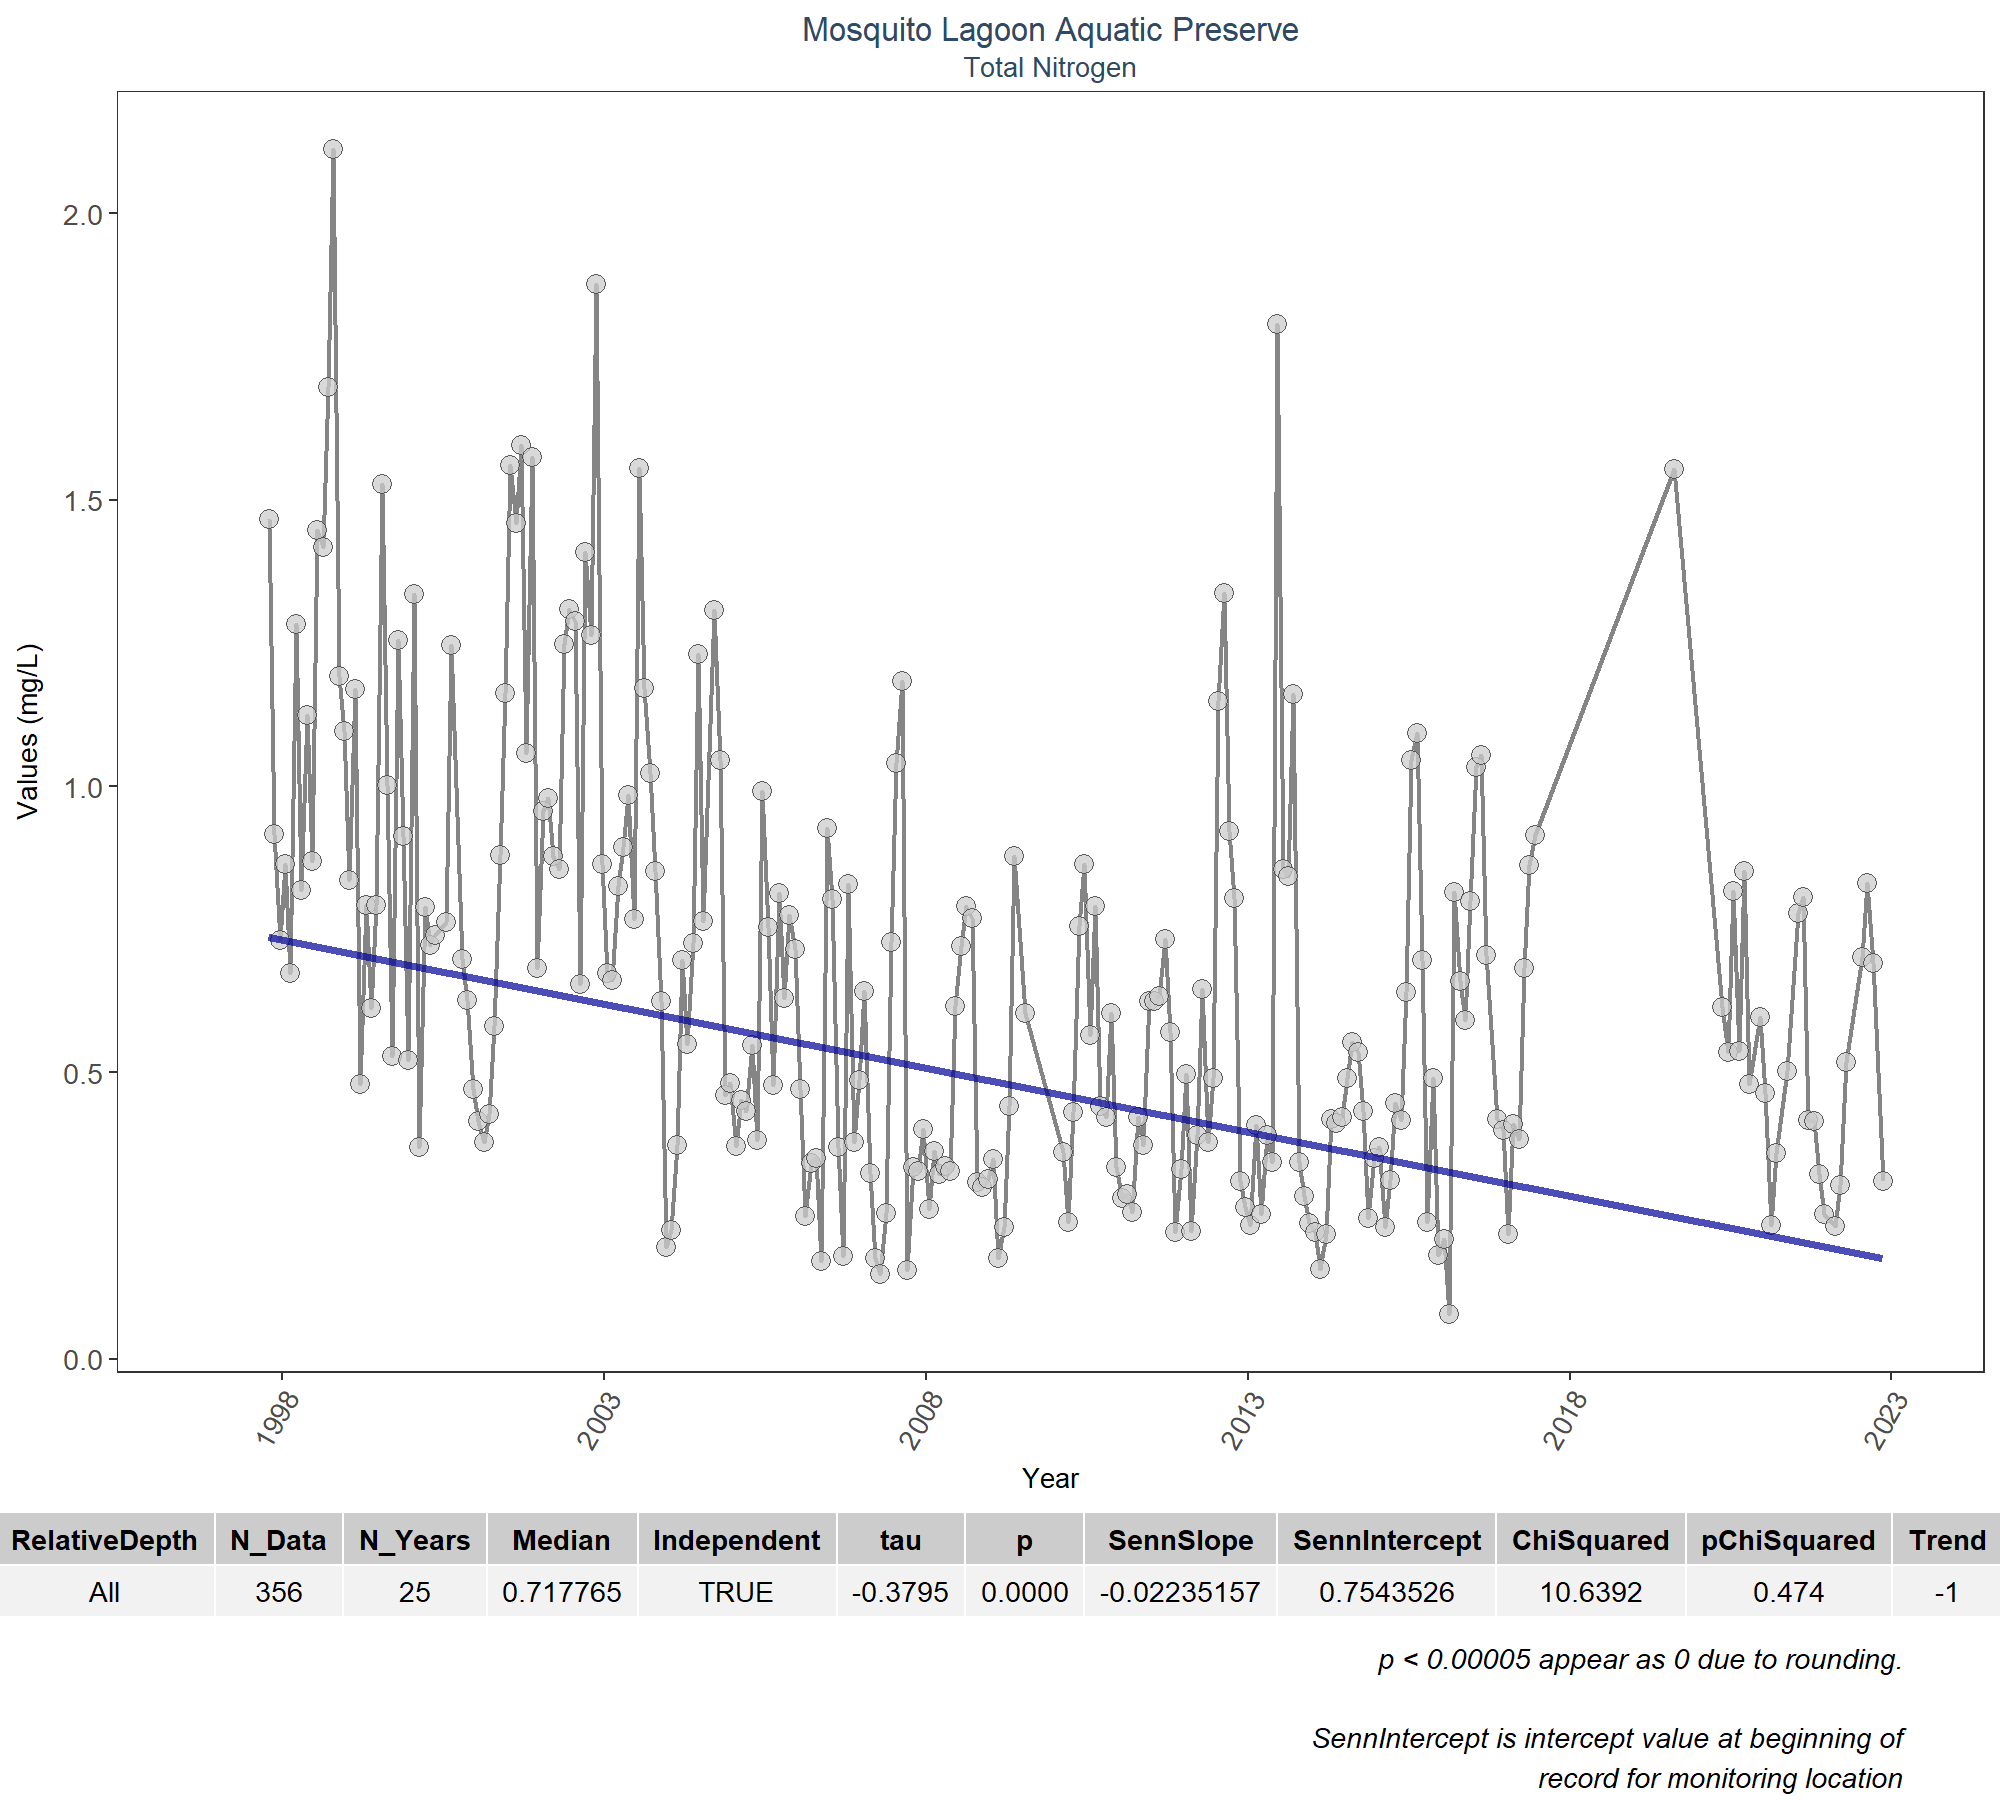 Mosquito Lagoon Aquatic Preserve
Total Nitrogen
Values (mg/L)
2.0
1.5
1.0
0.5
0.0
1998 2003 2008 2013 2018 2023
Year
RelativeDepth N_Data N_Years Median Independent tau p SennSlope SennIntercept ChiSquared pChiSquared Trend
All 356 25 0.717765 TRUE -0.3795 0.0000 -0.02235157 0.7543526 10.6392 0.474 -1
p < 0.00005 appear as 0 due to rounding.
SennIntercept is intercept value at beginning of
record for monitoring location